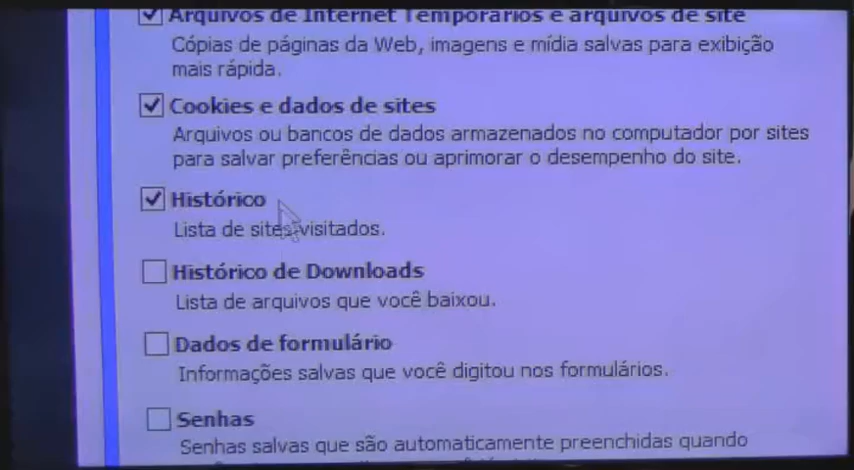 Arquivos de Internet Temporários e arquivos de site
Cópias de páginas da Web, imagens e mídia salvas para exibição
mais rápida.
Cookies e dados de sites
Arquivos ou bancos de dados armazenados no computador por sites
para salvar preferências ou aprimorar o desempenho do site.
Histórico
Lista de sites visitados.
Histórico de Downloads
Lista de arquivos que você baixou.
Dados de formulário
Informações salvas que você digitou nos formulários.
Senhas
Senhas salvas que são automaticamente preenchidas quando